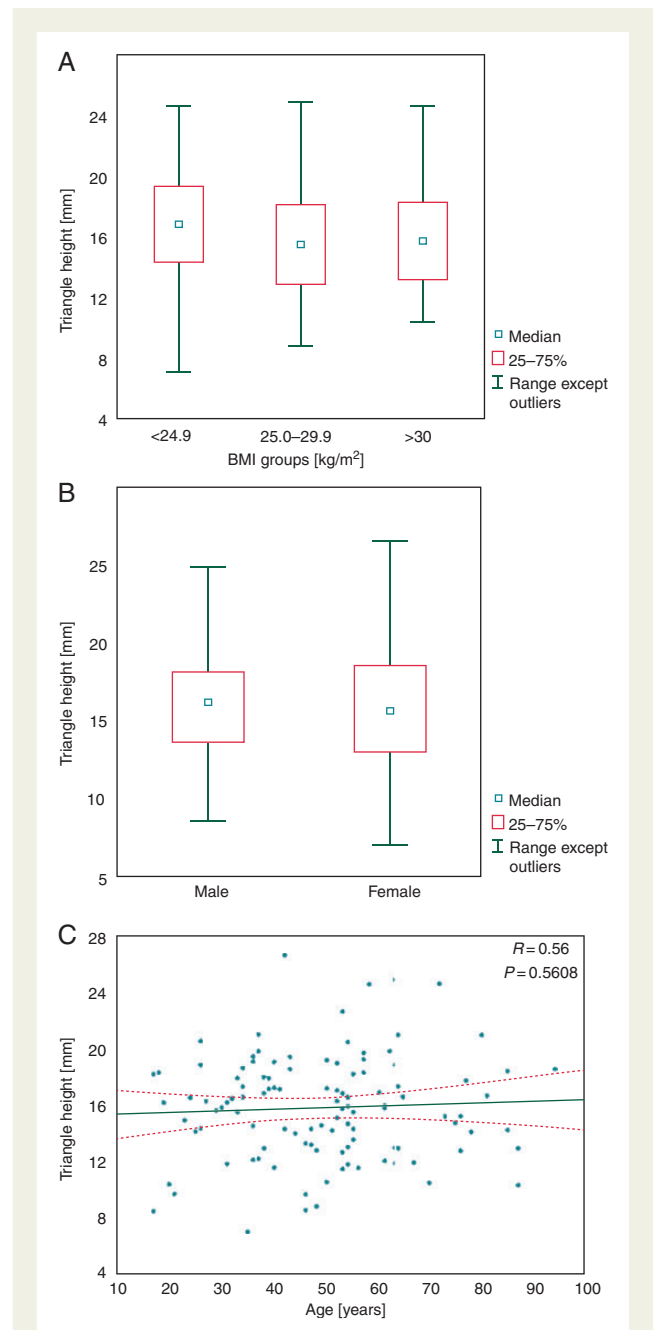 A
24
20
16
12
8
4
Triangle height [mm]
<24.9 25.0–29.9 >30
BMI groups [kg/m²]
Median
25–75%
Range except
outliers
B
25
20
15
10
5
Triangle height [mm]
Male Female
Median
25–75%
Range except
outliers
C
28
24
20
16
12
8
4
Triangle height [mm]
R = 0.56
P = 0.5608
10 20 30 40 50 60 70 80 90 100
Age [years]